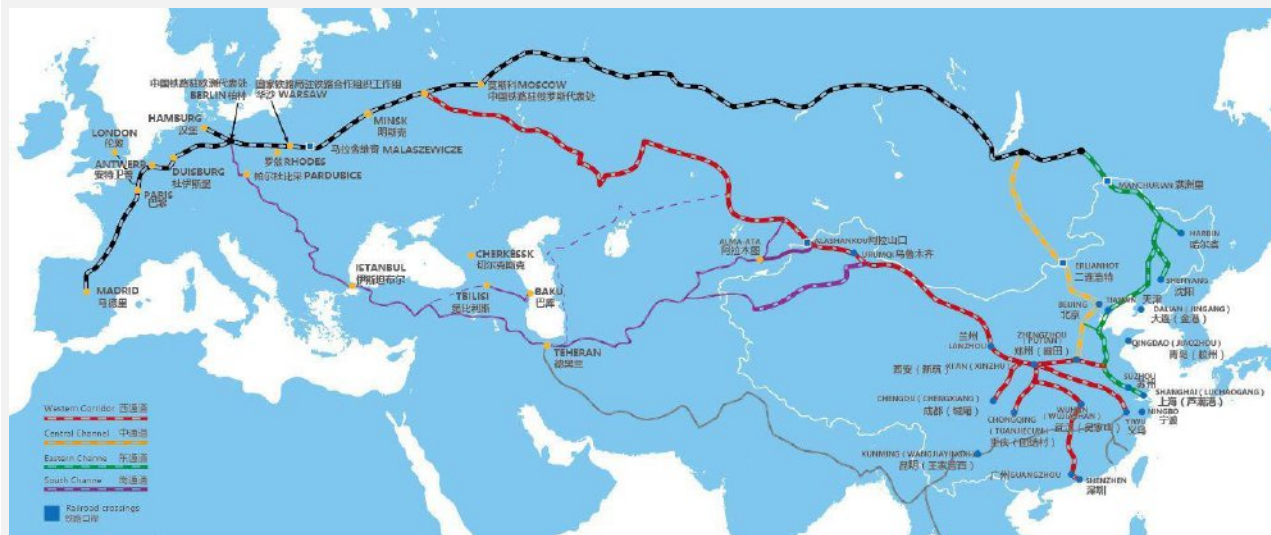 中国铁路驻欧洲代表处
BERLIN 柏林
国家铁路局驻铁路合作组织工作组
华沙 WARSAW
莫斯科 MOSCOW
中国铁路驻俄罗斯代表处
HAMBURG
汉堡
MINSK
明斯克
LONDON
伦敦
马拉舍维奇 MALASZEWICZE
罗兹 RHODES
ANTWERP
安特卫普
DUISBURG
杜伊斯堡
帕尔杜比采 PARDUBICE
PARIS
巴黎
MANCHURIAN 满洲里
HARBIN
哈尔滨
ALMA-ATA
阿拉木图
ALASHANKOU 阿拉山口
URUMQI 乌鲁木齐
CHERKESSK
切尔克斯克
ERLIANHOT
二连浩特
SHENYANG
沈阳
ISTANBUL
伊斯坦布尔
MADRID
马德里
TBILISI
第比利斯
BAKU
巴库
BEIJING
北京
TIANJIN
天津
DALIAN (JINGANG)
大连（金港）
TEHERAN
德黑兰
兰州
LANZHOU
ZHENGZHOU
(PUTIAN)
郑州（圃田）
QINGDAO (JIAOZHOU)
青岛（胶州）
西安（新筑）
XI'AN (XINZHU)
SUZHOU
苏州
SHANGHAI (LUCHAOGANG)
上海（芦潮港）
CHENGDU (CHENGXIANG)
成都（城厢）
WUHAN
(WUJIASHAN)
武汉（吴家山）
NINGBO
宁波
YIWU
义乌
CHONGQING
(TUANJIECUN)
重庆（团结村）
KUNMING (WANGJIAYINGXI)
昆明（王家营西）
广州 GUANGZHOU
SHENZHEN
深圳
Western Corridor 西通道
Central Channel 中通道
Eastern Channe 东通道
South Channe 南通道
Railroad crossings
铁路口岸